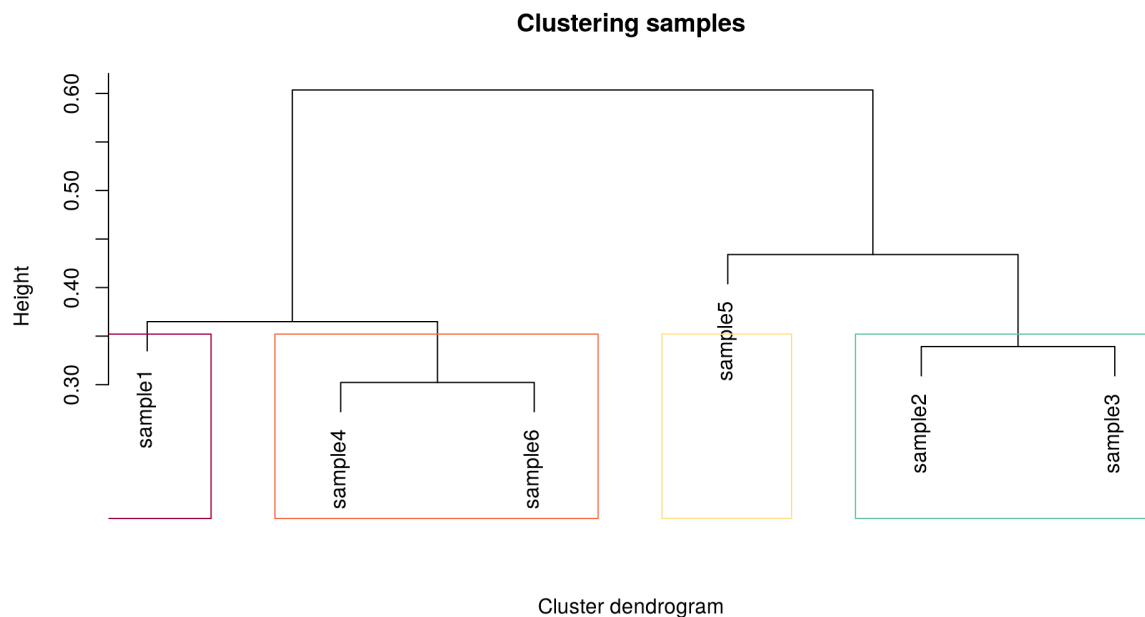 Clustering samples
Height
0.60
0.50
0.40
0.30
sample1
sample4
sample6
sample5
sample2
sample3
Cluster dendrogram